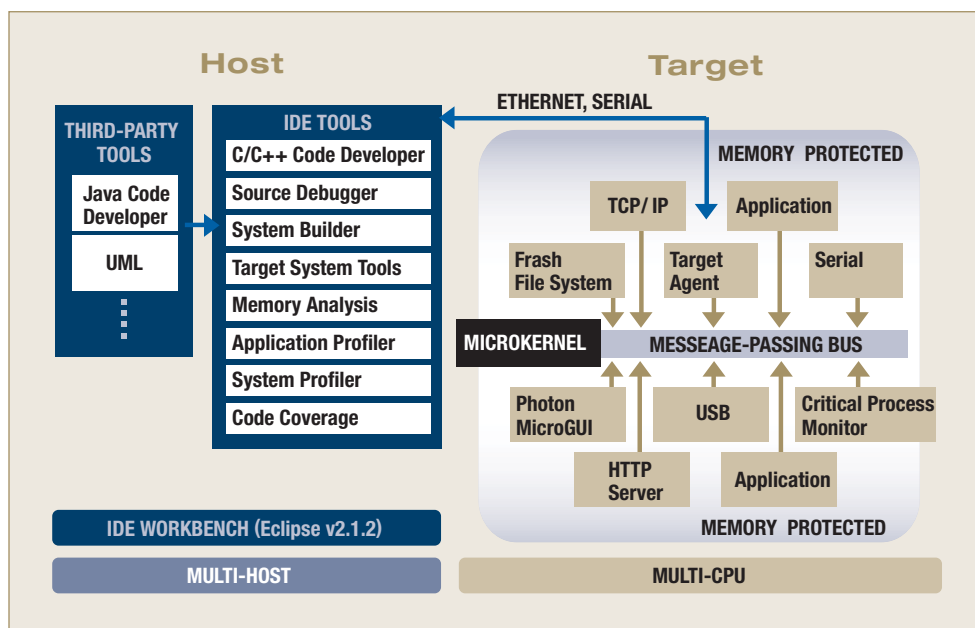 Host
Target
THIRD-PARTY
TOOLS
Java Code
Developer
UML
IDE TOOLS
C/C++ Code Developer
Source Debugger
System Builder
Target System Tools
Memory Analysis
Application Profiler
System Profiler
Code Coverage
ETHERNET, SERIAL
MEMORY PROTECTED
TCP/ IP
Application
Frash
File System
Target
Agent
Serial
MICROKERNEL
MESSEAGE-PASSING BUS
Photon
MicroGUI
USB
Critical Process
Monitor
HTTP
Server
Application
MEMORY PROTECTED
IDE WORKBENCH (Eclipse v2.1.2)
MULTI-HOST
MULTI-CPU